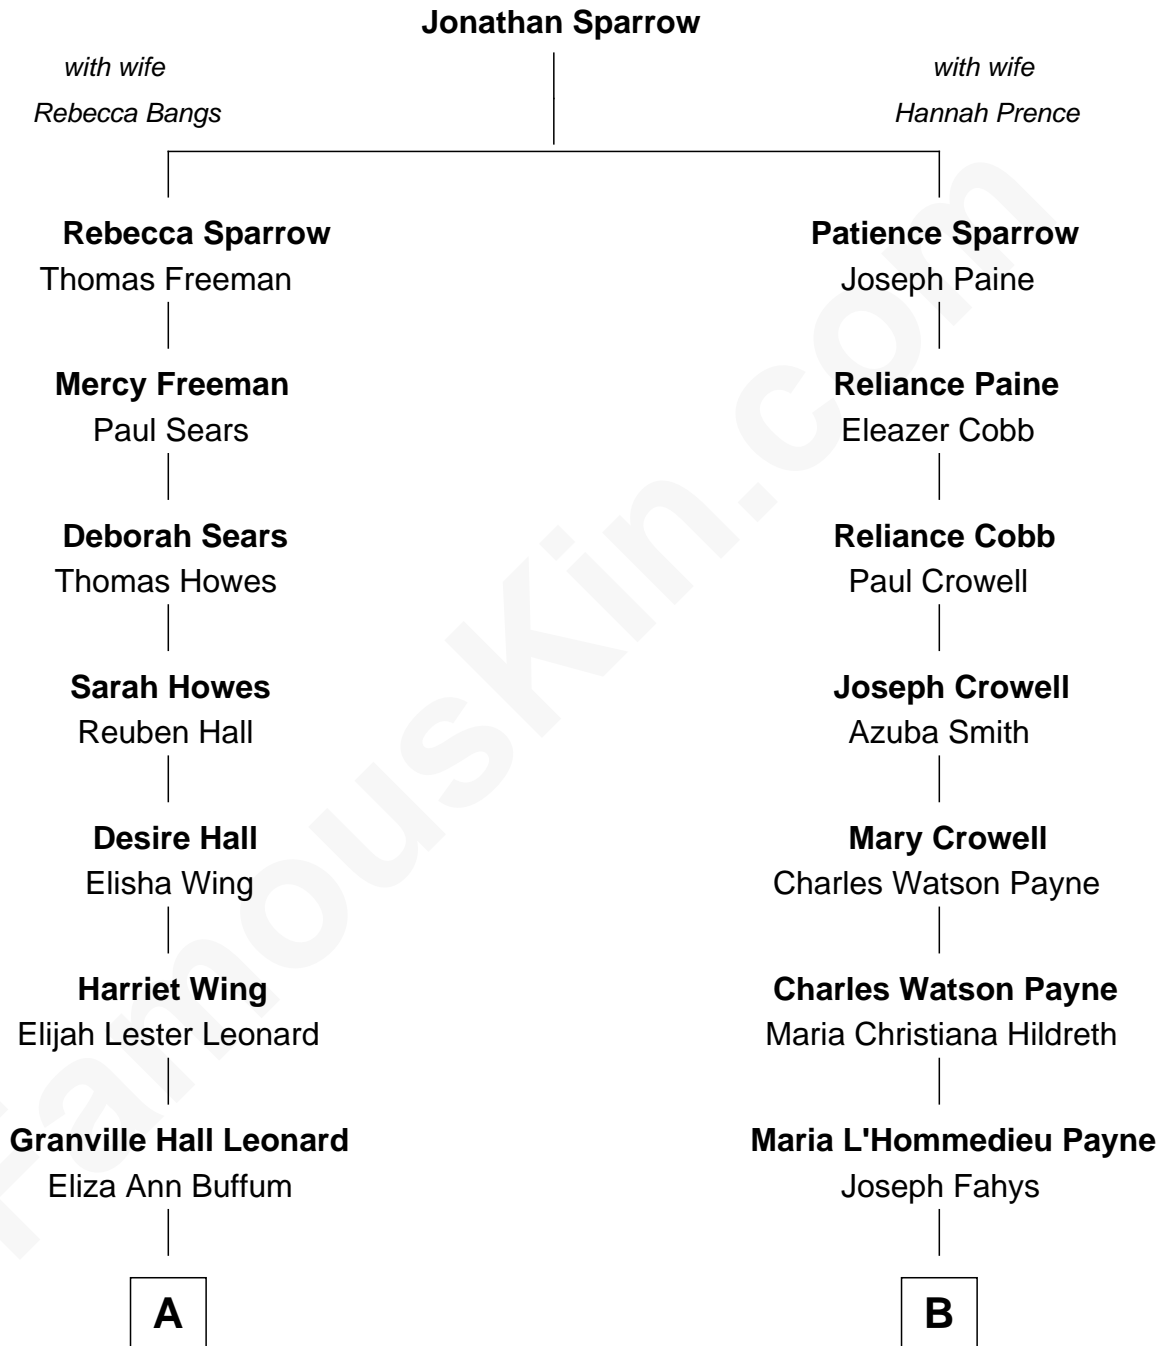 Jonathan Sparrow
with wife
Rebecca Bangs
with wife
Hannah Prence
Rebecca Sparrow
Thomas Freeman
Patience Sparrow
Joseph Paine
Mercy Freeman
Paul Sears
Reliance Paine
Eleazer Cobb
Deborah Sears
Thomas Howes
Reliance Cobb
Paul Crowell
Sarah Howes
Reuben Hall
Joseph Crowell
Azuba Smith
Desire Hall
Elisha Wing
Mary Crowell
Charles Watson Payne
Harriet Wing
Elijah Lester Leonard
Charles Watson Payne
Maria Christiana Hildreth
Granville Hall Leonard
Eliza Ann Buffum
Maria L'Hommedieu Payne
Joseph Fahys
A
B
FamousKin.com